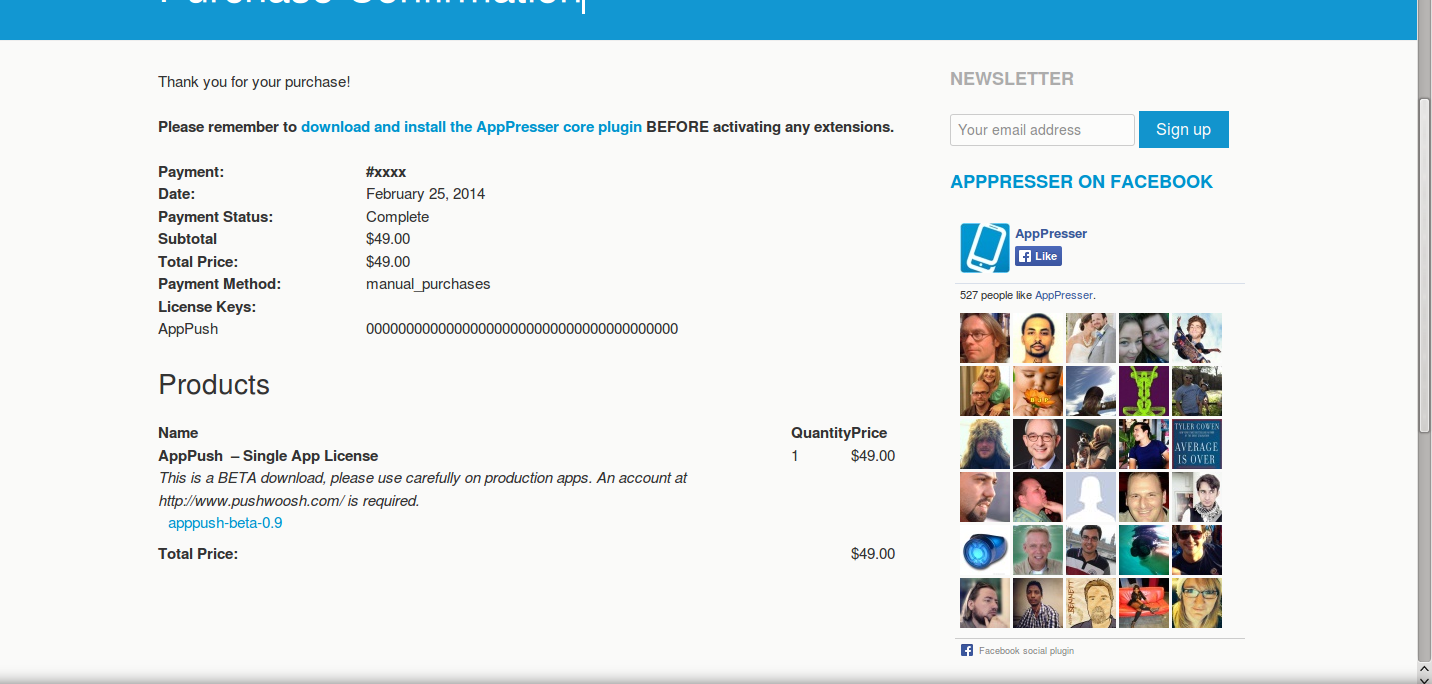 Purchase Confirmation
Thank you for your purchase!
Please remember to download and install the AppPresser core plugin BEFORE activating any extensions.
Payment: #xxxx
Date: February 25, 2014
Payment Status: Complete
Subtotal $49.00
Total Price: $49.00
Payment Method: manual_purchases
License Keys:
AppPush 00000000000000000000000000000000000000
Products
Name QuantityPrice
AppPush – Single App License 1 $49.00
This is a BETA download, please use carefully on production apps. An account at
http://www.pushwoosh.com/ is required.
apppush-beta-0.9
Total Price: $49.00
NEWSLETTER
Your email address Sign up
APPPRESSER ON FACEBOOK
AppPresser
Like
527 people like AppPresser.
TYLER COWEN
AVERAGE
IS OVER
BENNETT
Facebook social plugin